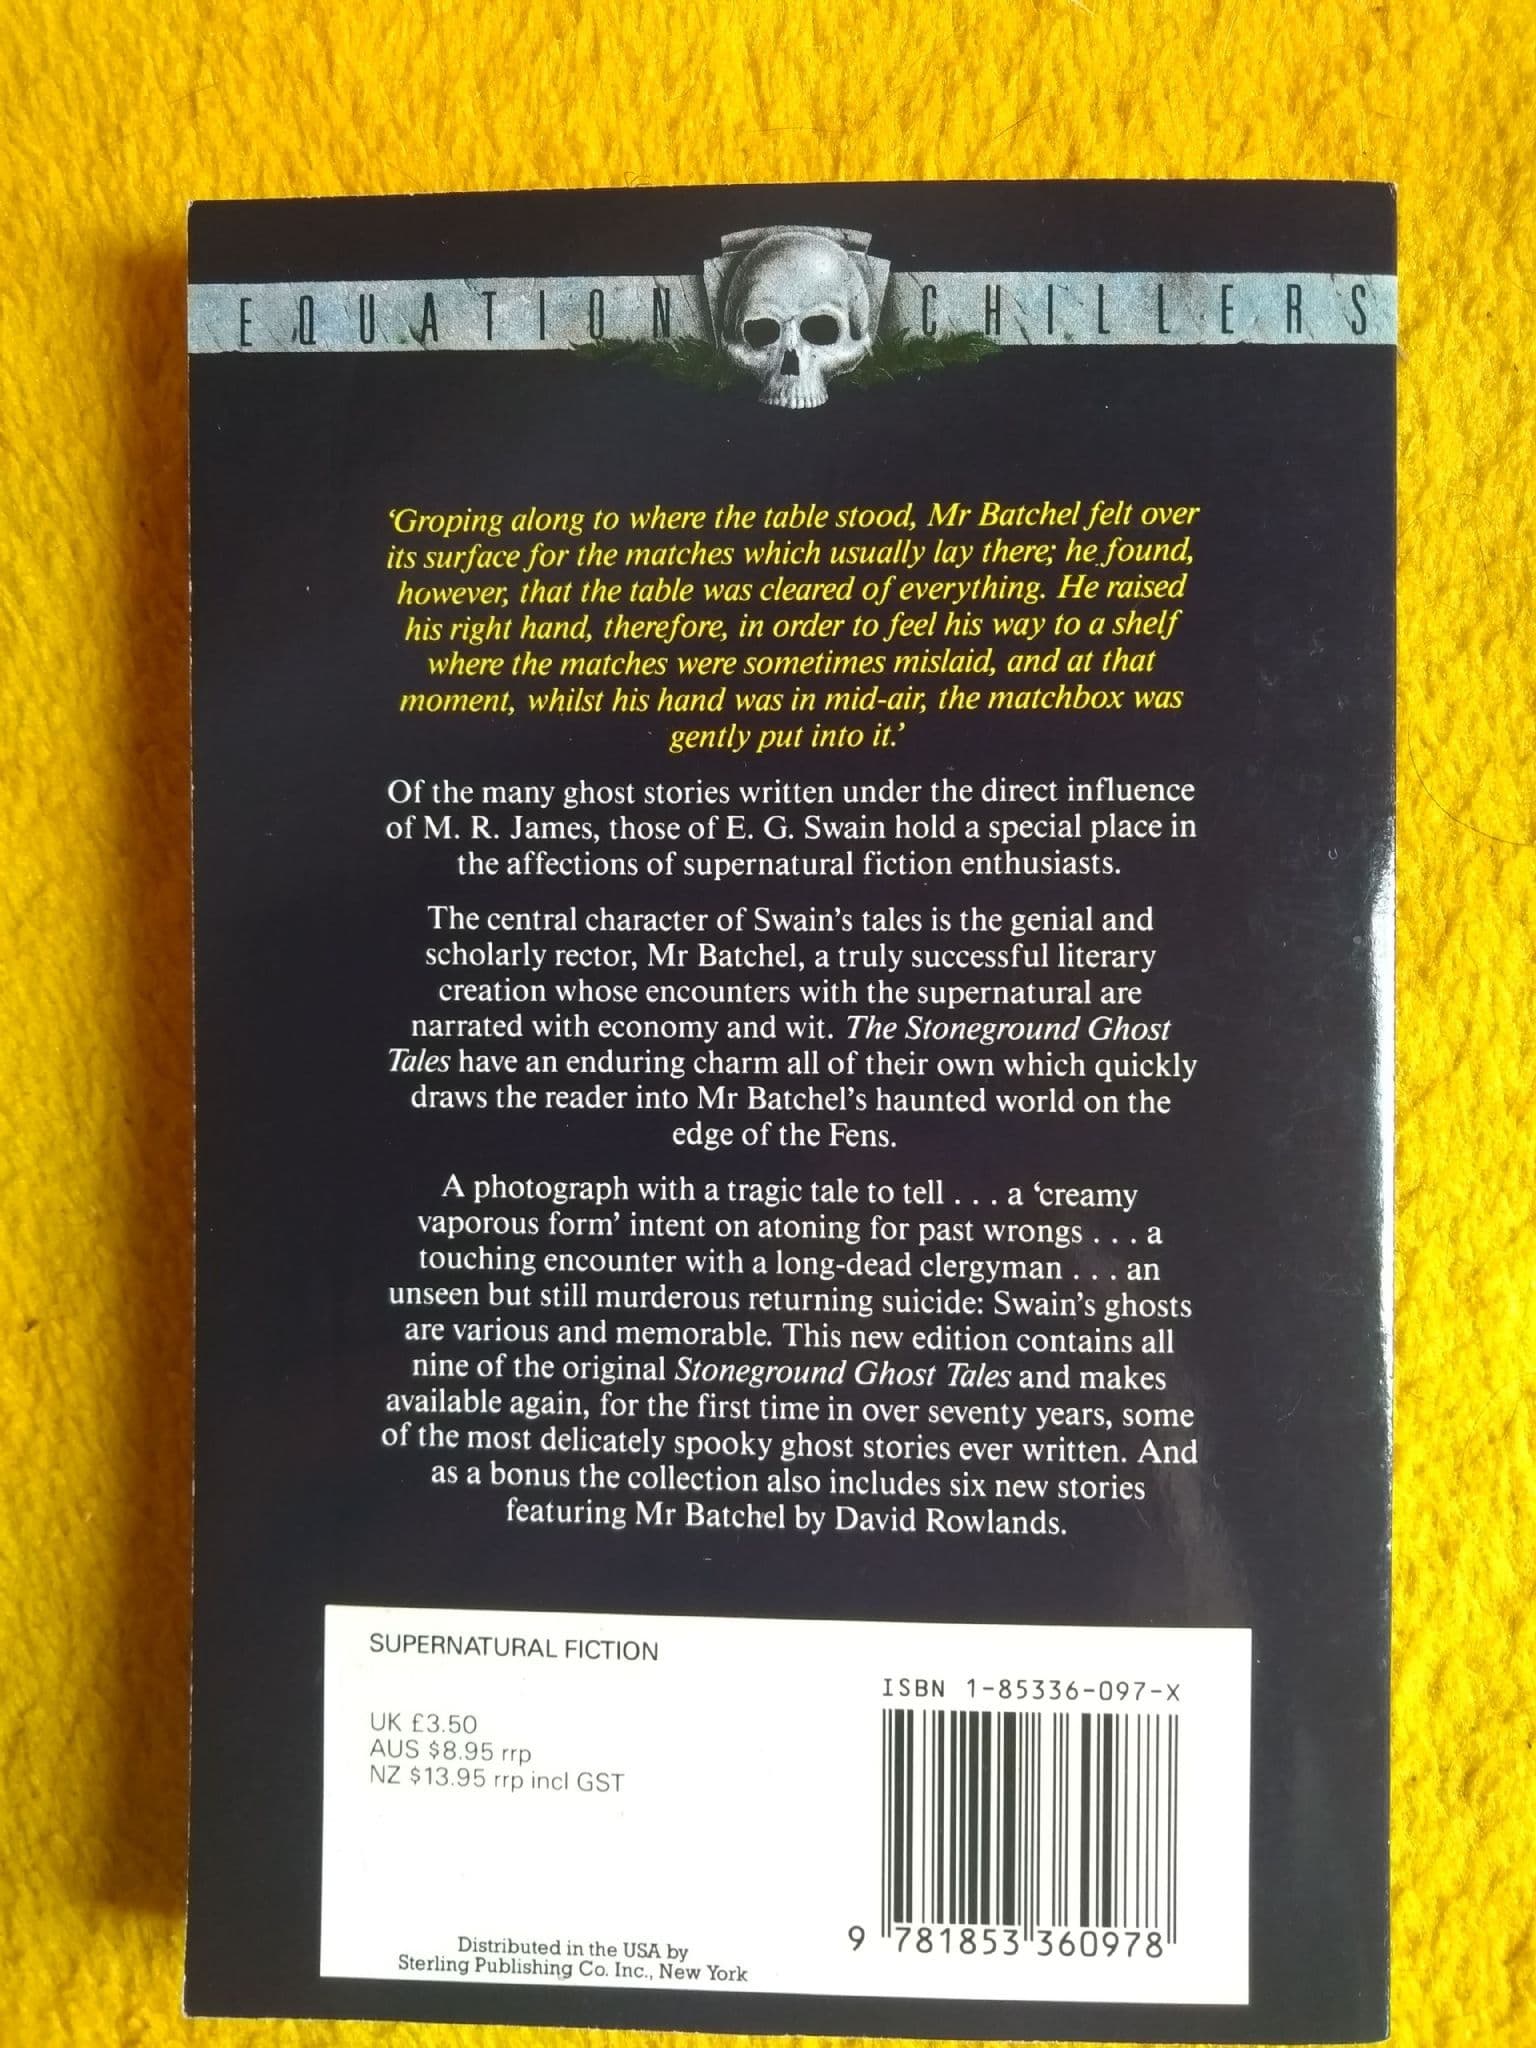 EQUATION CHILLERS
‘Groping along to where the table stood, Mr Batchel felt over
its surface for the matches which usually lay there; he found,
however, that the table was cleared of everything. He raised
his right hand, therefore, in order to feel his way to a shelf
where the matches were sometimes mislaid, and at that
moment, whilst his hand was in mid-air, the matchbox was
gently put into it.’
Of the many ghost stories written under the direct influence
of M. R. James, those of E. G. Swain hold a special place in
the affections of supernatural fiction enthusiasts.
The central character of Swain’s tales is the genial and
scholarly rector, Mr Batchel, a truly successful literary
creation whose encounters with the supernatural are
narrated with economy and wit. The Stoneground Ghost
Tales have an enduring charm all of their own which quickly
draws the reader into Mr Batchel’s haunted world on the
edge of the Fens.
A photograph with a tragic tale to tell . . . a ‘creamy
vaporous form’ intent on atoning for past wrongs . . . a
touching encounter with a long-dead clergyman . . . an
unseen but still murderous returning suicide: Swain’s ghosts
are various and memorable. This new edition contains all
nine of the original Stoneground Ghost Tales and makes
available again, for the first time in over seventy years, some
of the most delicately spooky ghost stories ever written. And
as a bonus the collection also includes six new stories
featuring Mr Batchel by David Rowlands.
SUPERNATURAL FICTION
UK £3.50
AUS $8.95 rrp
NZ $13.95 rrp incl GST
Distributed in the USA by
Sterling Publishing Co. Inc., New York
ISBN 1-85336-097-X
9 781853 360978